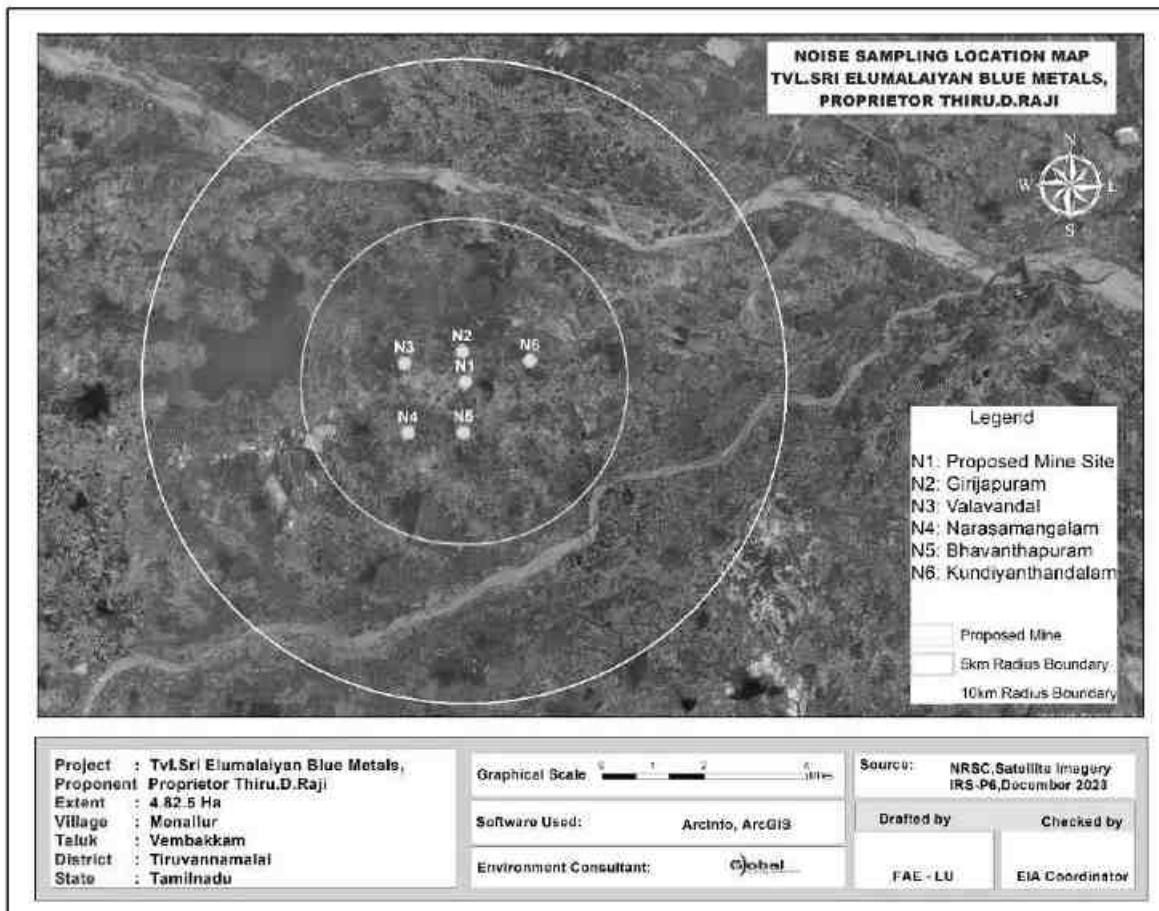 NOISE SAMPLING LOCATION MAP
TVL.SRI ELUMALAIYAN BLUE METALS,
PROPRIETOR THIRU.D.RAJI
N
W E
S
N2
N3 N6
N1
N4 N5
Legend
N1: Proposed Mine Site
N2: Girijapuram
N3: Valavandal
N4: Narasamangalam
N5: Bhavanthapuram
N6: Kundiyanthandalam
Proposed Mine
5km Radius Boundary
10km Radius Boundary
Project : Tvl.Sri Elumalaiyan Blue Metals,
Proponent Proprietor Thiru.D.Raji
Extent : 4.82.5 Ha
Village : Menallur
Taluk : Vembakkam
District : Tiruvannamalai
State : Tamilnadu
Graphical Scale 0 1 2 4 Miles
Software Used: ArcInfo, ArcGIS
Environment Consultant: Global
Source: NRSC,Satellite Imagery
IRS-P6,December 2023
Drafted by Checked by
FAE - LU EIA Coordinator